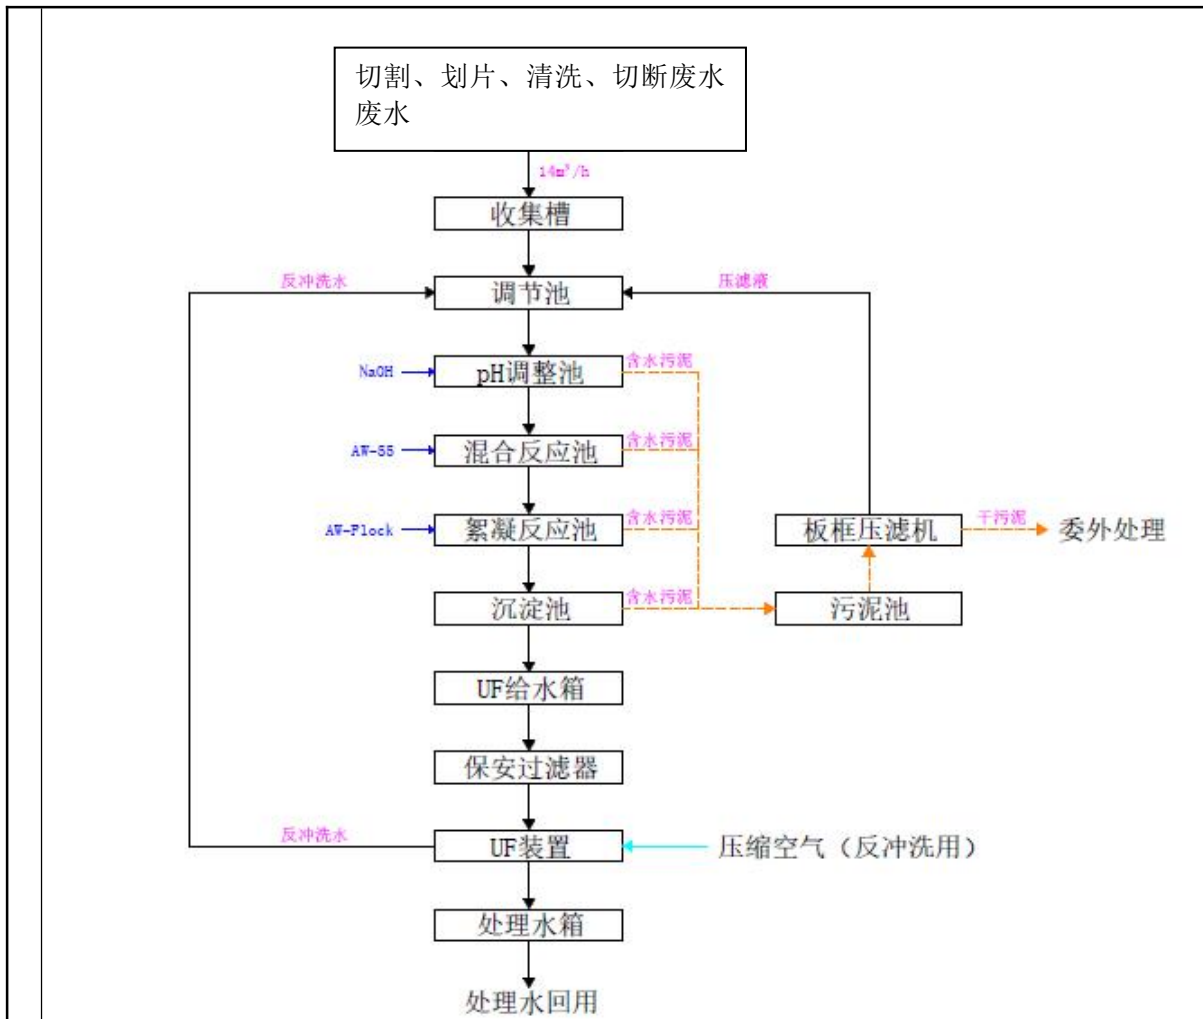 切割、划片、清洗、切断废水
废水
14m³/h
收集槽
反冲洗水
压滤液
调节池
NaOH
pH调整池
含水污泥
AW-55
混合反应池
含水污泥
AW-Flock
絮凝反应池
含水污泥
板框压滤机
干污泥
委外处理
沉淀池
含水污泥
污泥池
UF给水箱
保安过滤器
反冲洗水
UF装置
压缩空气（反冲洗用）
处理水箱
处理水回用